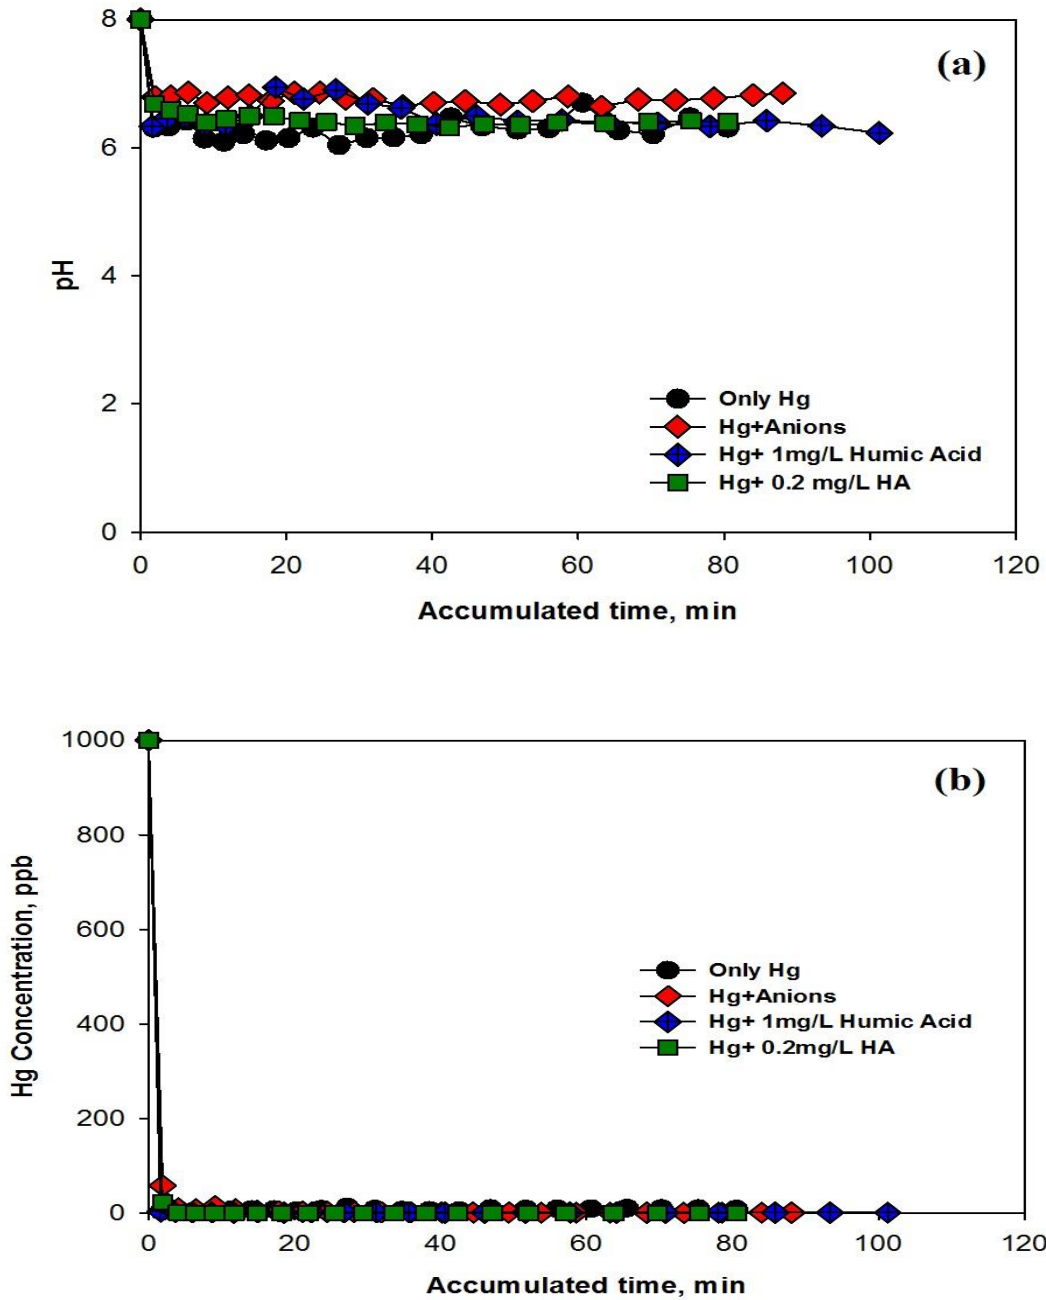 8
(a)
6
pH
4
2
Only Hg
Hg+Anions
Hg+ 1mg/L Humic Acid
Hg+ 0.2 mg/L HA
0
0 20 40 60 80 100 120
Accumulated time, min
1000
(b)
800
Hg Concentration, ppb
600
400
Only Hg
Hg+Anions
Hg+ 1mg/L Humic Acid
Hg+ 0.2mg/L HA
200
0
0 20 40 60 80 100 120
Accumulated time, min